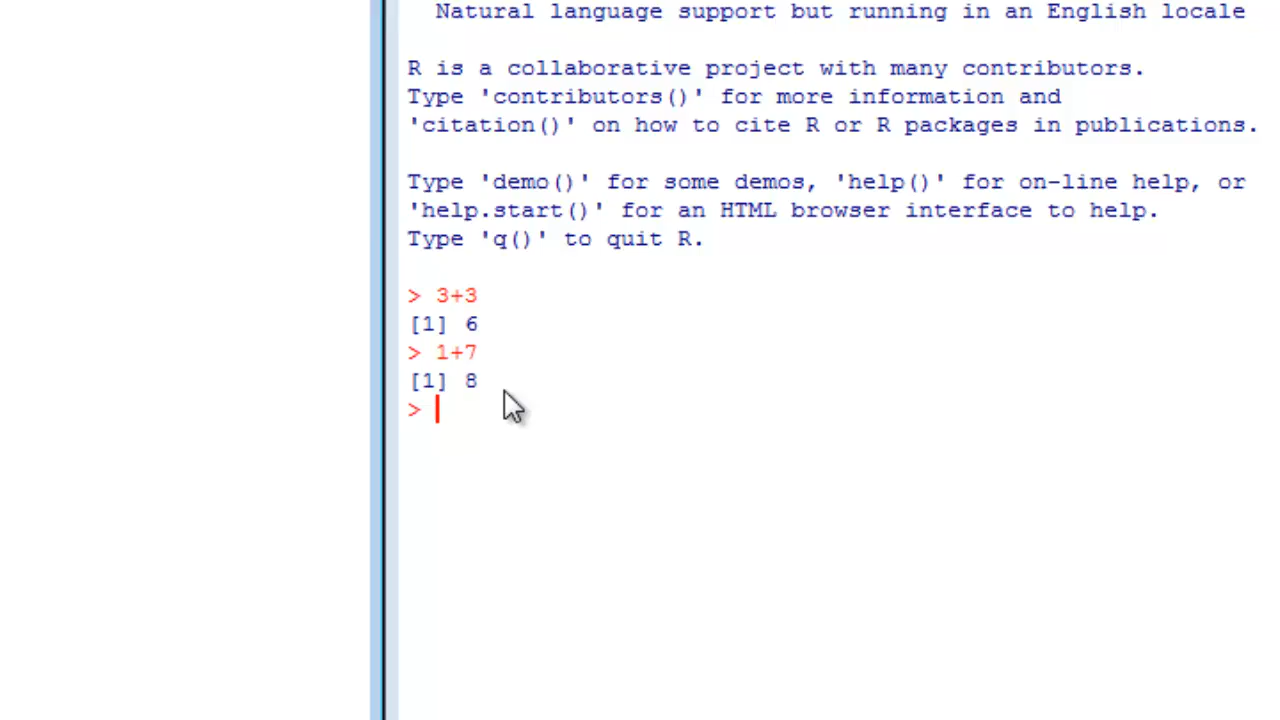 Natural language support but running in an English locale
R is a collaborative project with many contributors.
Type 'contributors()' for more information and
'citation()' on how to cite R or R packages in publications.
Type 'demo()' for some demos, 'help()' for on-line help, or
'help.start()' for an HTML browser interface to help.
Type 'q()' to quit R.
> 3+3
[1] 6
> 1+7
[1] 8
>